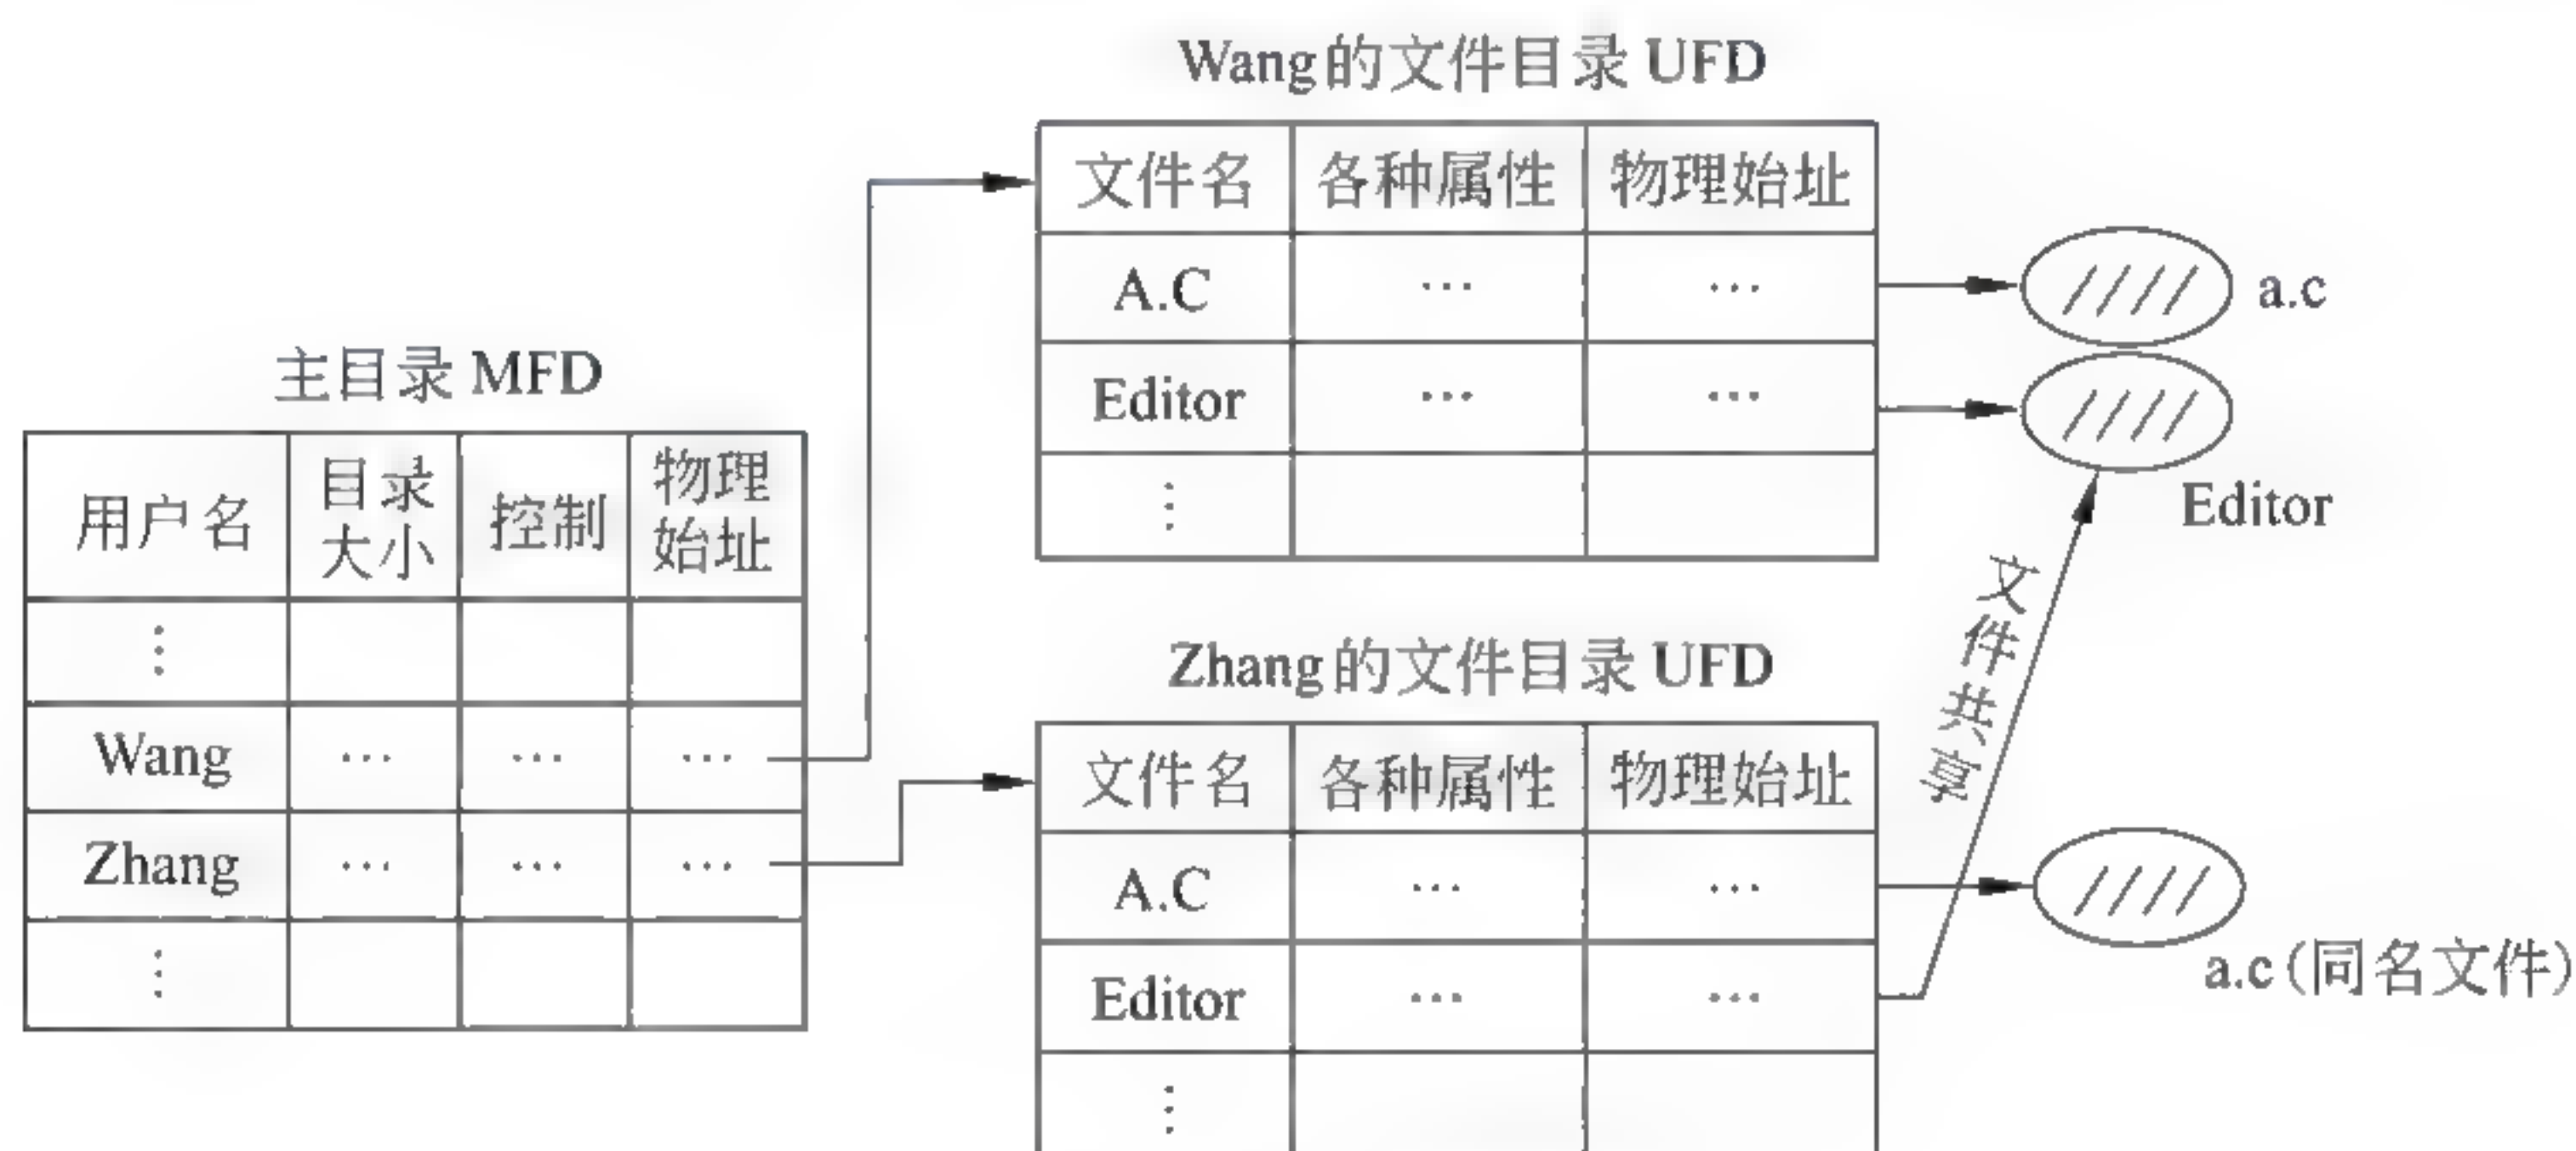 主目录 MFD
用户名 目录大小 控制 物理始址
⋮
Wang … … …
Zhang … … …
⋮
Wang的文件目录 UFD
文件名 各种属性 物理始址
A.C … …
Editor … …
⋮
a.c
Editor
Zhang的文件目录 UFD
文件名 各种属性 物理始址
A.C … …
Editor … …
⋮
文件共享
a.c (同名文件)